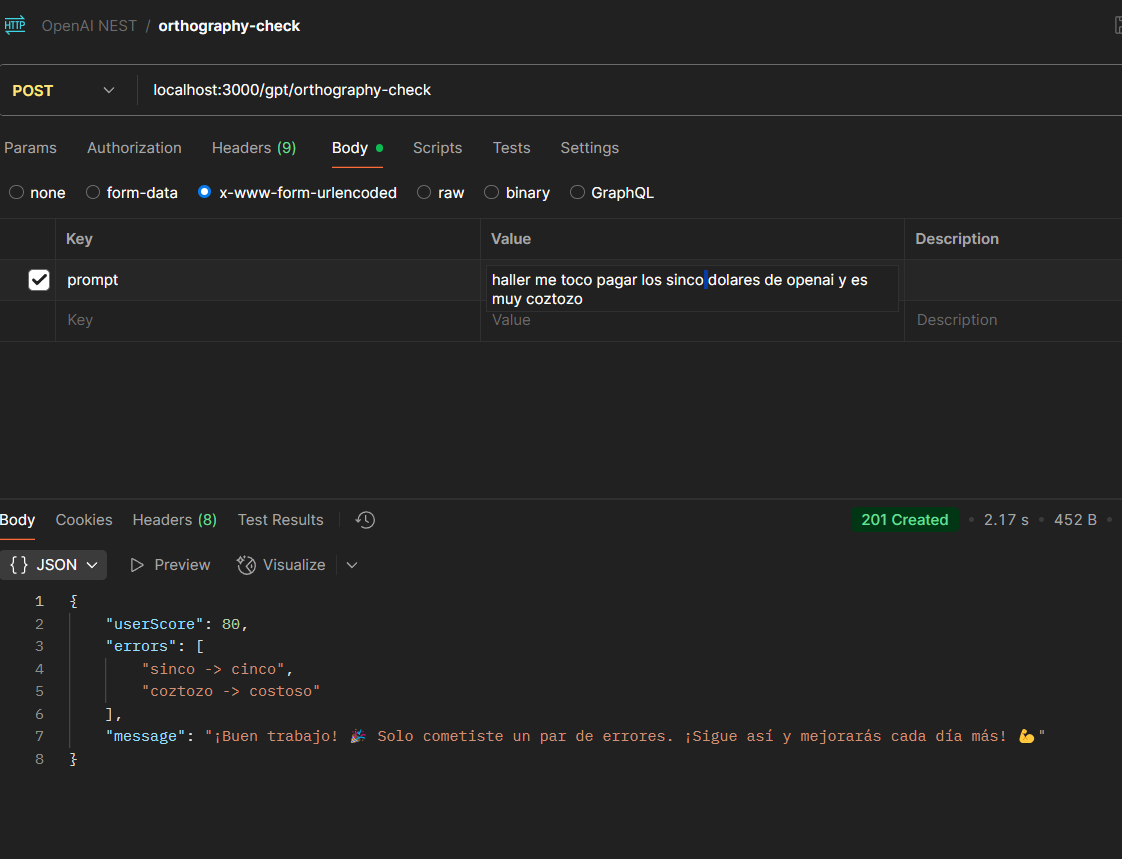 HTTP OpenAI NEST / orthography-check
POST localhost:3000/gpt/orthography-check
Params Authorization Headers (9) Body Scripts Tests Settings
none form-data x-www-form-urlencoded raw binary GraphQL
Key Value Description
prompt haller me toco pagar los sinco dolares de openai y es
muy coztozo
Key Value Description
Body Cookies Headers (8) Test Results 201 Created • 2.17 s • 452 B •
{} JSON Preview Visualize
1 {
2 "userScore": 80,
3 "errors": [
4 "sinco -> cinco",
5 "coztozo -> costoso"
6 ],
7 "message": "¡Buen trabajo! 🎉 Solo cometiste un par de errores. ¡Sigue así y mejorarás cada día más! 💪"
8 }